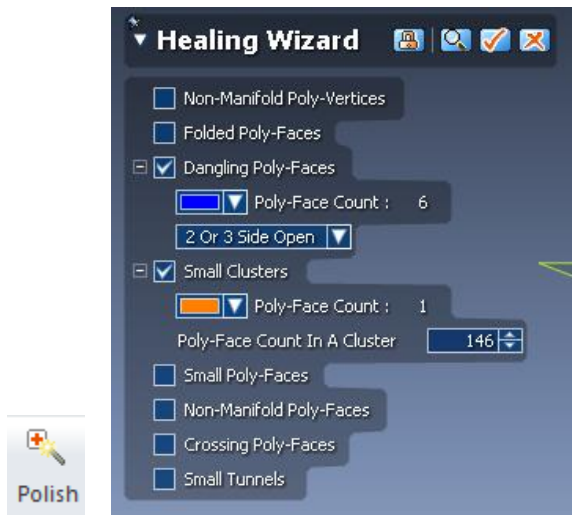 Healing Wizard
Non-Manifold Poly-Vertices
Folded Poly-Faces
Dangling Poly-Faces
Poly-Face Count : 6
2 Or 3 Side Open
Small Clusters
Poly-Face Count : 1
Poly-Face Count In A Cluster 146
Small Poly-Faces
Non-Manifold Poly-Faces
Crossing Poly-Faces
Small Tunnels
Polish